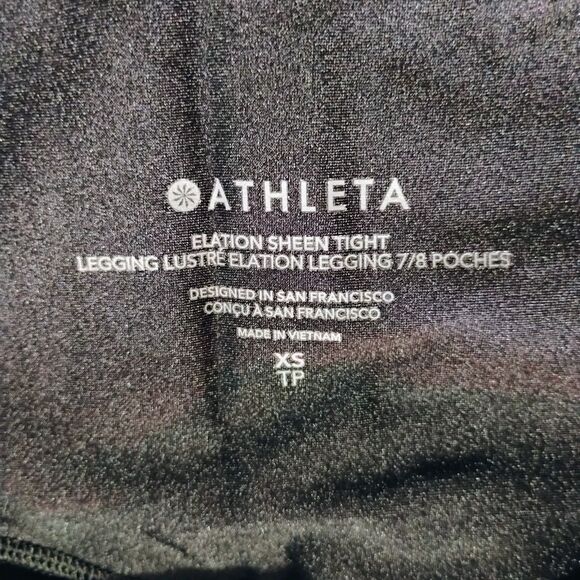 ATHLETA
ELATION SHEEN TIGHT
LEGGING LUSTRÉ ELATION LEGGING 7/8 POCHES
DESIGNED IN SAN FRANCISCO
CONÇU À SAN FRANCISCO
MADE IN VIETNAM
XS
TP